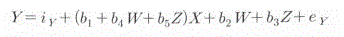 Y = i_Y + (b_1 + b_4 W + b_5 Z)X + b_2 W + b_3 Z + e_Y